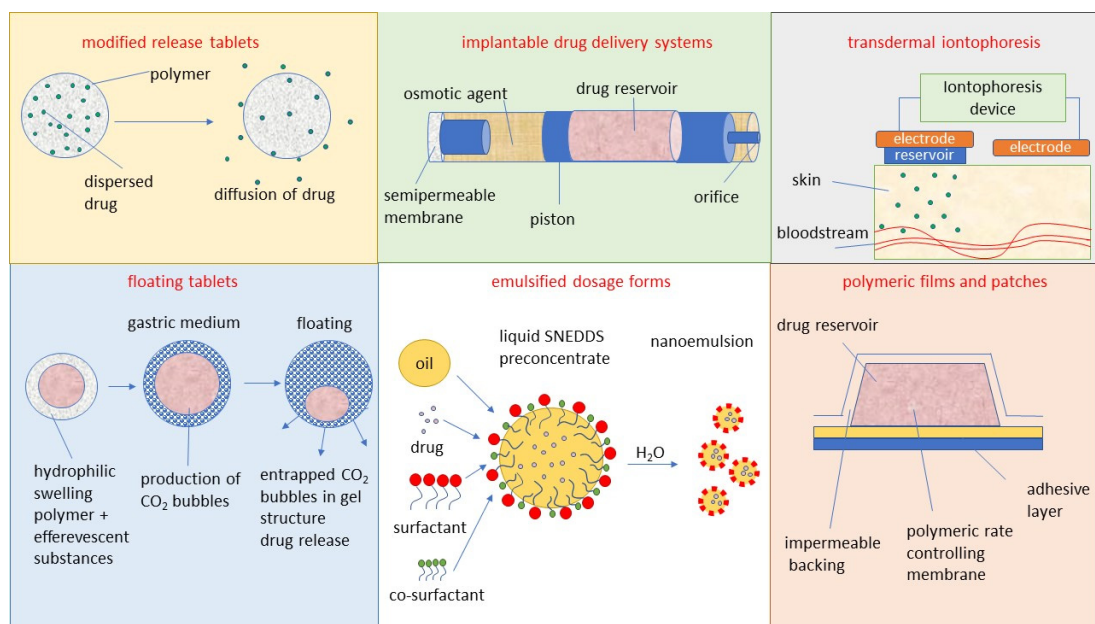 modified release tablets
polymer
dispersed
drug
diffusion of drug
implantable drug delivery systems
osmotic agent
drug reservoir
semipermeable
membrane
piston
orifice
transdermal iontophoresis
Iontophoresis
device
electrode
reservoir
electrode
skin
bloodstream
floating tablets
gastric medium
floating
hydrophilic
swelling
polymer +
efferevescent
substances
production of
CO₂ bubbles
entrapped CO₂
bubbles in gel
structure
drug release
emulsified dosage forms
liquid SNEDDS
preconcentrate
nanoemulsion
oil
drug
H₂O
surfactant
co-surfactant
polymeric films and patches
drug reservoir
impermeable
backing
polymeric rate
controlling
membrane
adhesive
layer